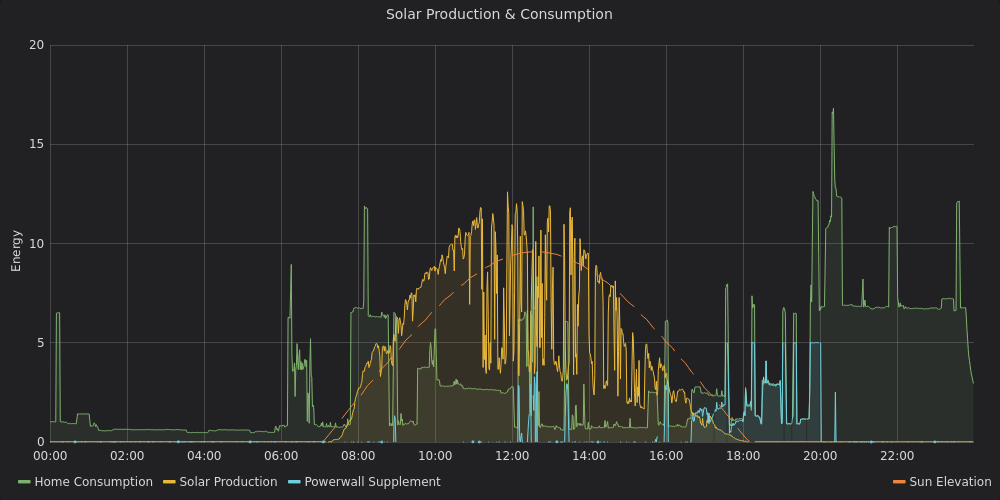 Solar Production & Consumption
Energy
20
15
10
5
0
00:00 02:00 04:00 06:00 08:00 10:00 12:00 14:00 16:00 18:00 20:00 22:00
Home Consumption Solar Production Powerwall Supplement Sun Elevation